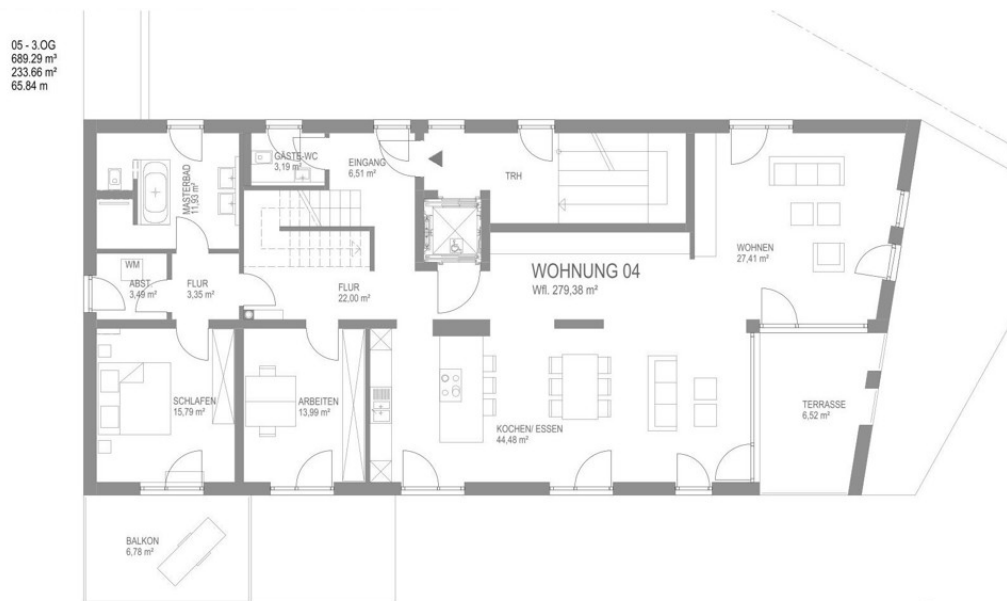 05 - 3.OG
689.29 m³
233.66 m²
65.84 m
GÄSTE-WC
3,19 m²
EINGANG
6,51 m²
TRH
MASTERBAD
11,93 m²
WOHNEN
27,41 m²
WM
ABST.
3,49 m²
FLUR
3,35 m²
FLUR
22,00 m²
WOHNUNG 04
Wfl. 279,38 m²
SCHLAFEN
15,79 m²
ARBEITEN
13,99 m²
KOCHEN/ ESSEN
44,48 m²
TERRASSE
6,52 m²
BALKON
6,78 m²